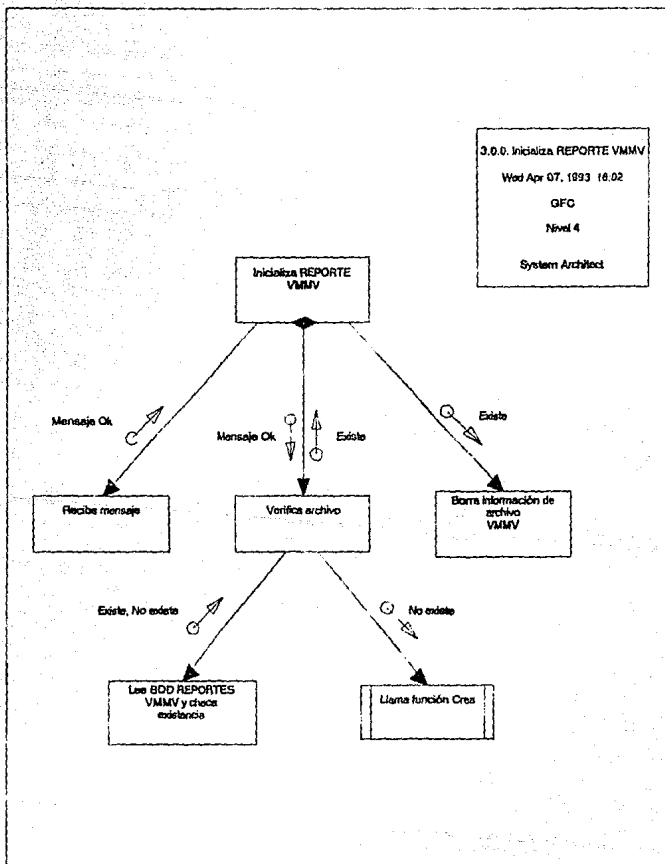 3.0.0. Inicializa REPORTE VMMV
Wed Apr 07, 1993 16:02
GFC
Nivel 4
System Architect
Inicializa REPORTE
VMMV
Mensaje Ok
Mensaje Ok
Existe
Existe
Recibe mensaje
Verifica archivo
Borra información de
archivo
VMMV
Existe, No existe
No existe
Lee BDD REPORTES
VMMV y checa
existencia
Llama función Crea